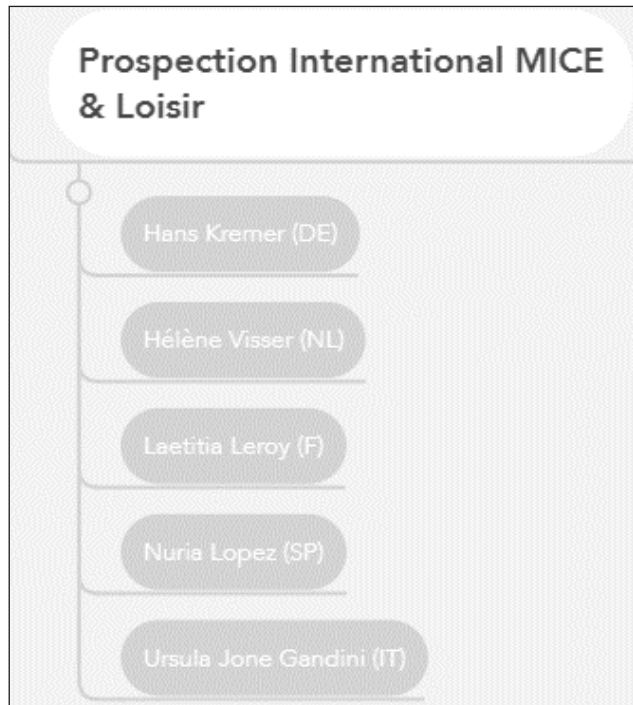 Prospection International MICE
& Loisir
Hans Kremer (DE)
Hélène Visser (NL)
Laetitia Leroy (F)
Nuria Lopez (SP)
Ursula Jone Gandini (IT)